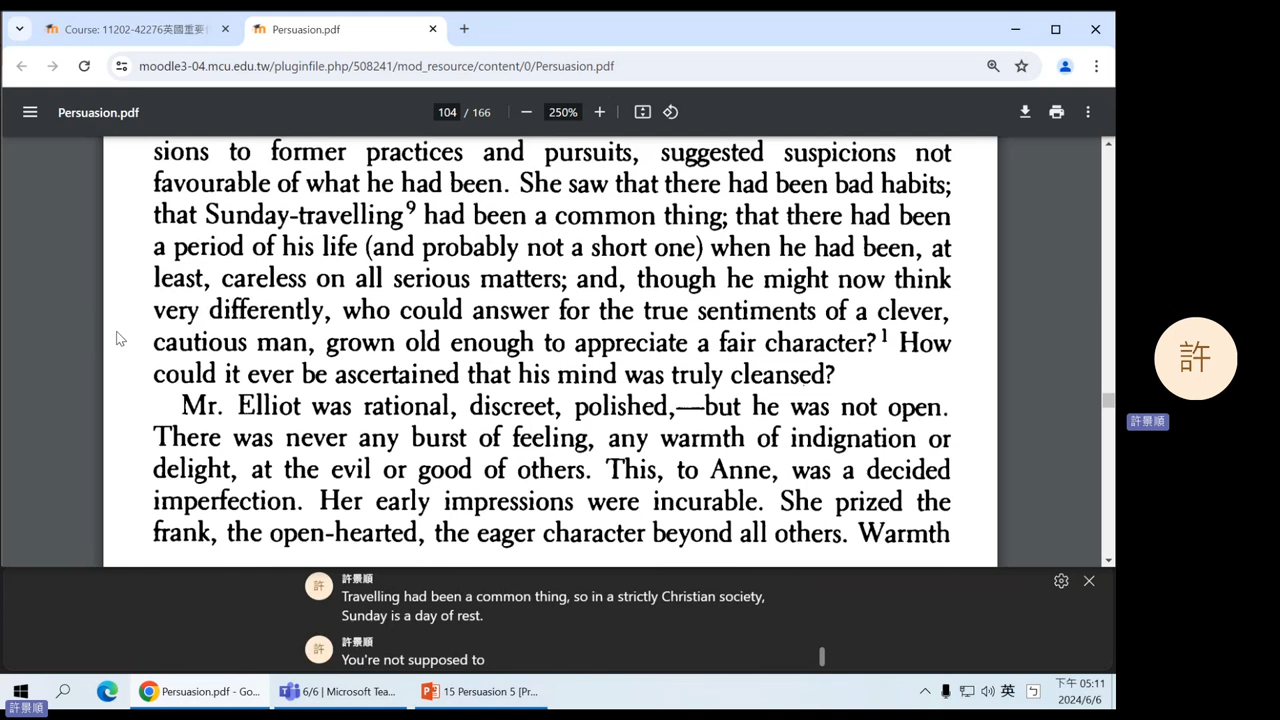 Course: 11202-42276英國重要
Persuasion.pdf
moodle3-04.mcu.edu.tw/pluginfile.php/508241/mod_resource/content/0/Persuasion.pdf
Persuasion.pdf
104 / 166
250%
sions to former practices and pursuits, suggested suspicions not
favourable of what he had been. She saw that there had been bad habits;
that Sunday-travelling⁹ had been a common thing; that there had been
a period of his life (and probably not a short one) when he had been, at
least, careless on all serious matters; and, though he might now think
very differently, who could answer for the true sentiments of a clever,
cautious man, grown old enough to appreciate a fair character?¹ How
could it ever be ascertained that his mind was truly cleansed?
Mr. Elliot was rational, discreet, polished,—but he was not open.
There was never any burst of feeling, any warmth of indignation or
delight, at the evil or good of others. This, to Anne, was a decided
imperfection. Her early impressions were incurable. She prized the
frank, the open-hearted, the eager character beyond all others. Warmth
許
許景順
許
許景順
Travelling had been a common thing, so in a strictly Christian society,
Sunday is a day of rest.
許
許景順
You're not supposed to
Persuasion.pdf - Go...
6/6 | Microsoft Tea...
15 Persuasion 5 [Pr...
英
下午 05:11
2024/6/6
許景順